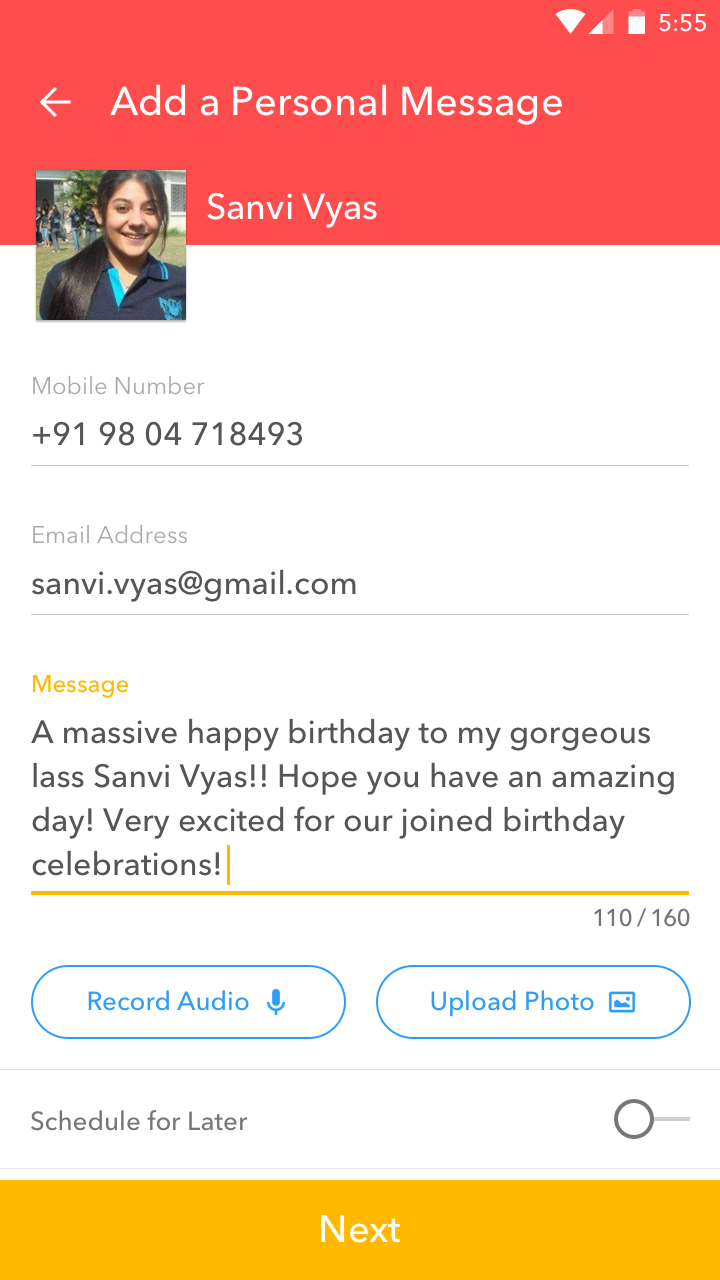 5:55
Add a Personal Message
Sanvi Vyas
Mobile Number
+91 98 04 718493
Email Address
sanvi.vyas@gmail.com
Message
A massive happy birthday to my gorgeous
lass Sanvi Vyas!! Hope you have an amazing
day! Very excited for our joined birthday
celebrations!
110 / 160
Record Audio
Upload Photo
Schedule for Later
Next